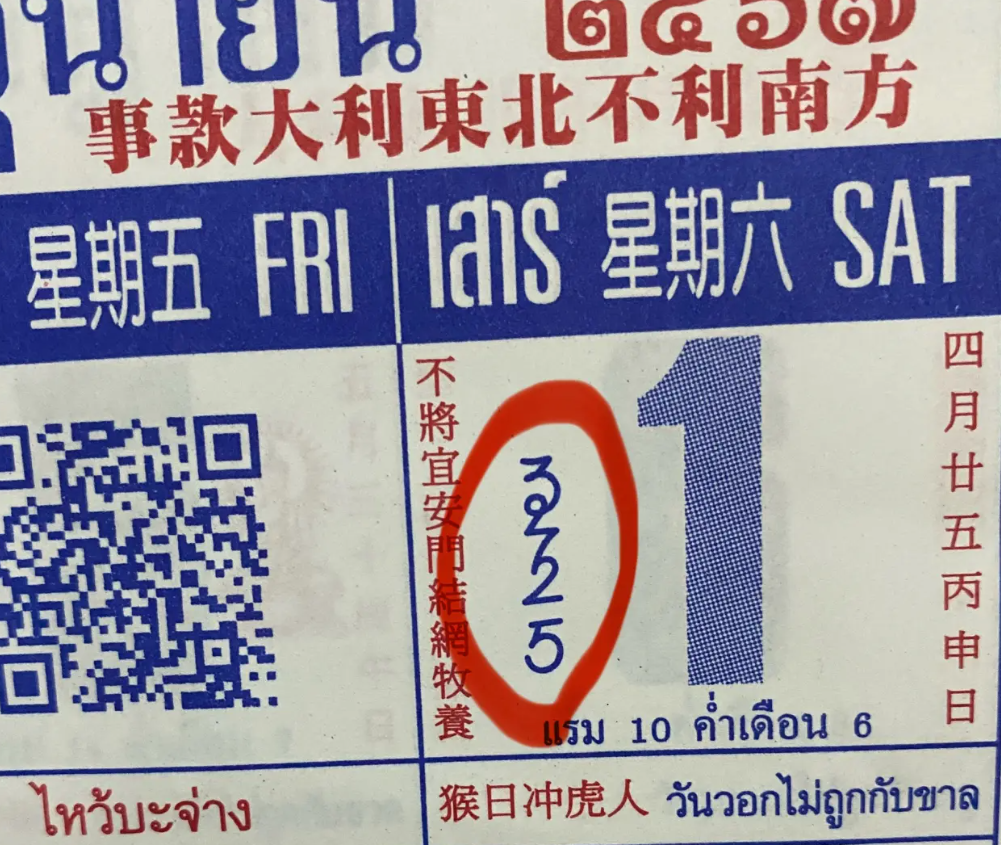 นายน ๒๕๖๗
事款大利東北不利南方
星期五 FRI
เสาร์ 星期六 SAT
不將宜安門結網牧養
3
2
5
1
四月廿五丙申日
แรม 10 ค่ำเดือน 6
ไหว้บะจ่าง
猴日冲虎人 วันวอกไม่ถูกกับขาล